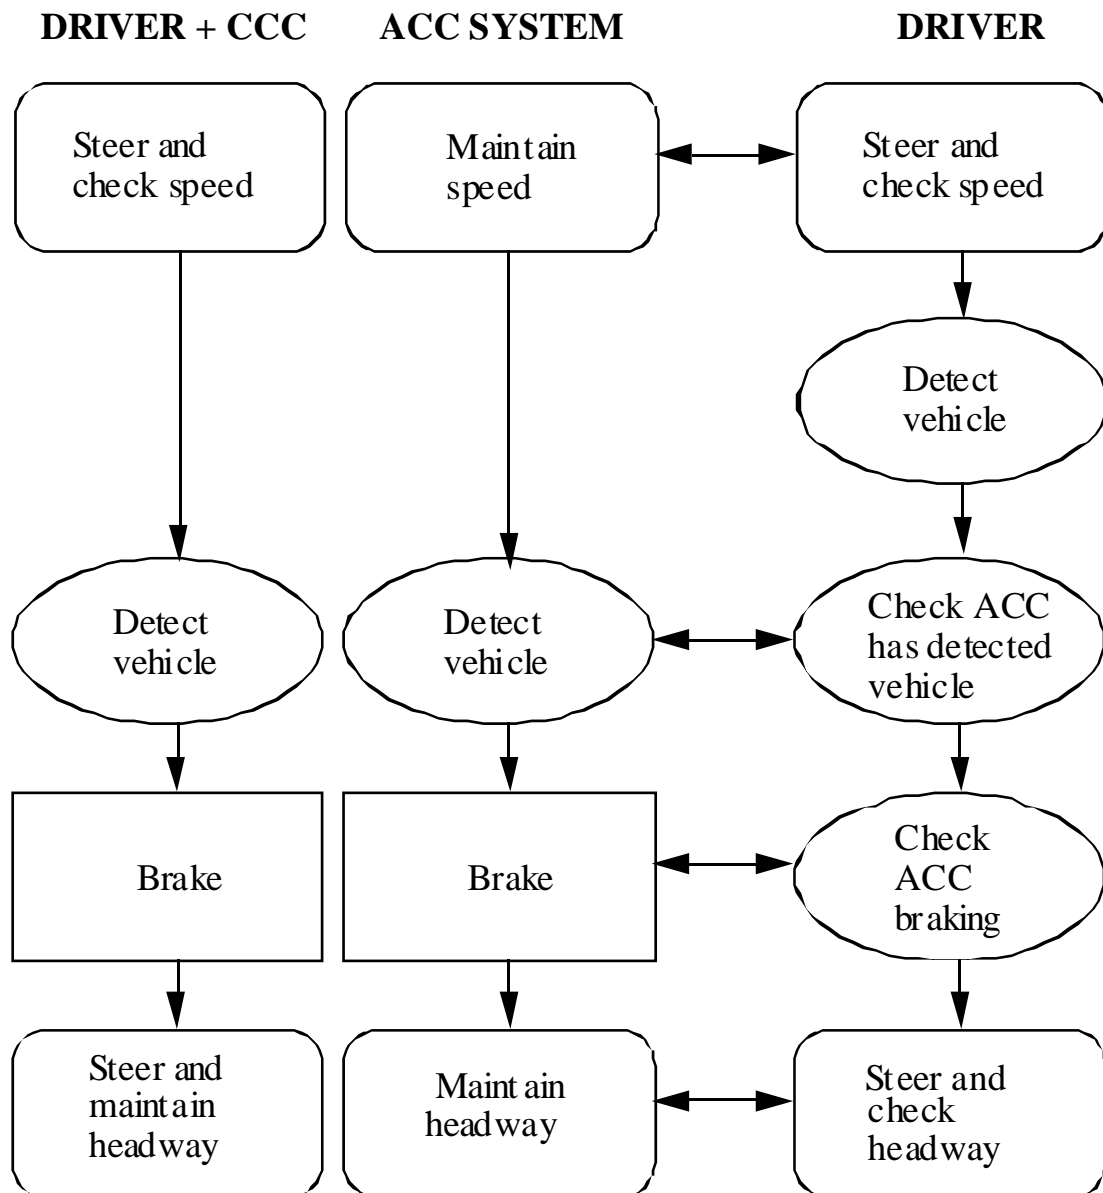 DRIVER + CCC
ACC SYSTEM
DRIVER
Steer and
check speed
Maintain
speed
Steer and
check speed
Detect
vehicle
Detect
vehicle
Detect
vehicle
Check ACC
has detected
vehicle
Brake
Brake
Check
ACC
braking
Steer and
maintain
headway
Maintain
headway
Steer and
check
headway